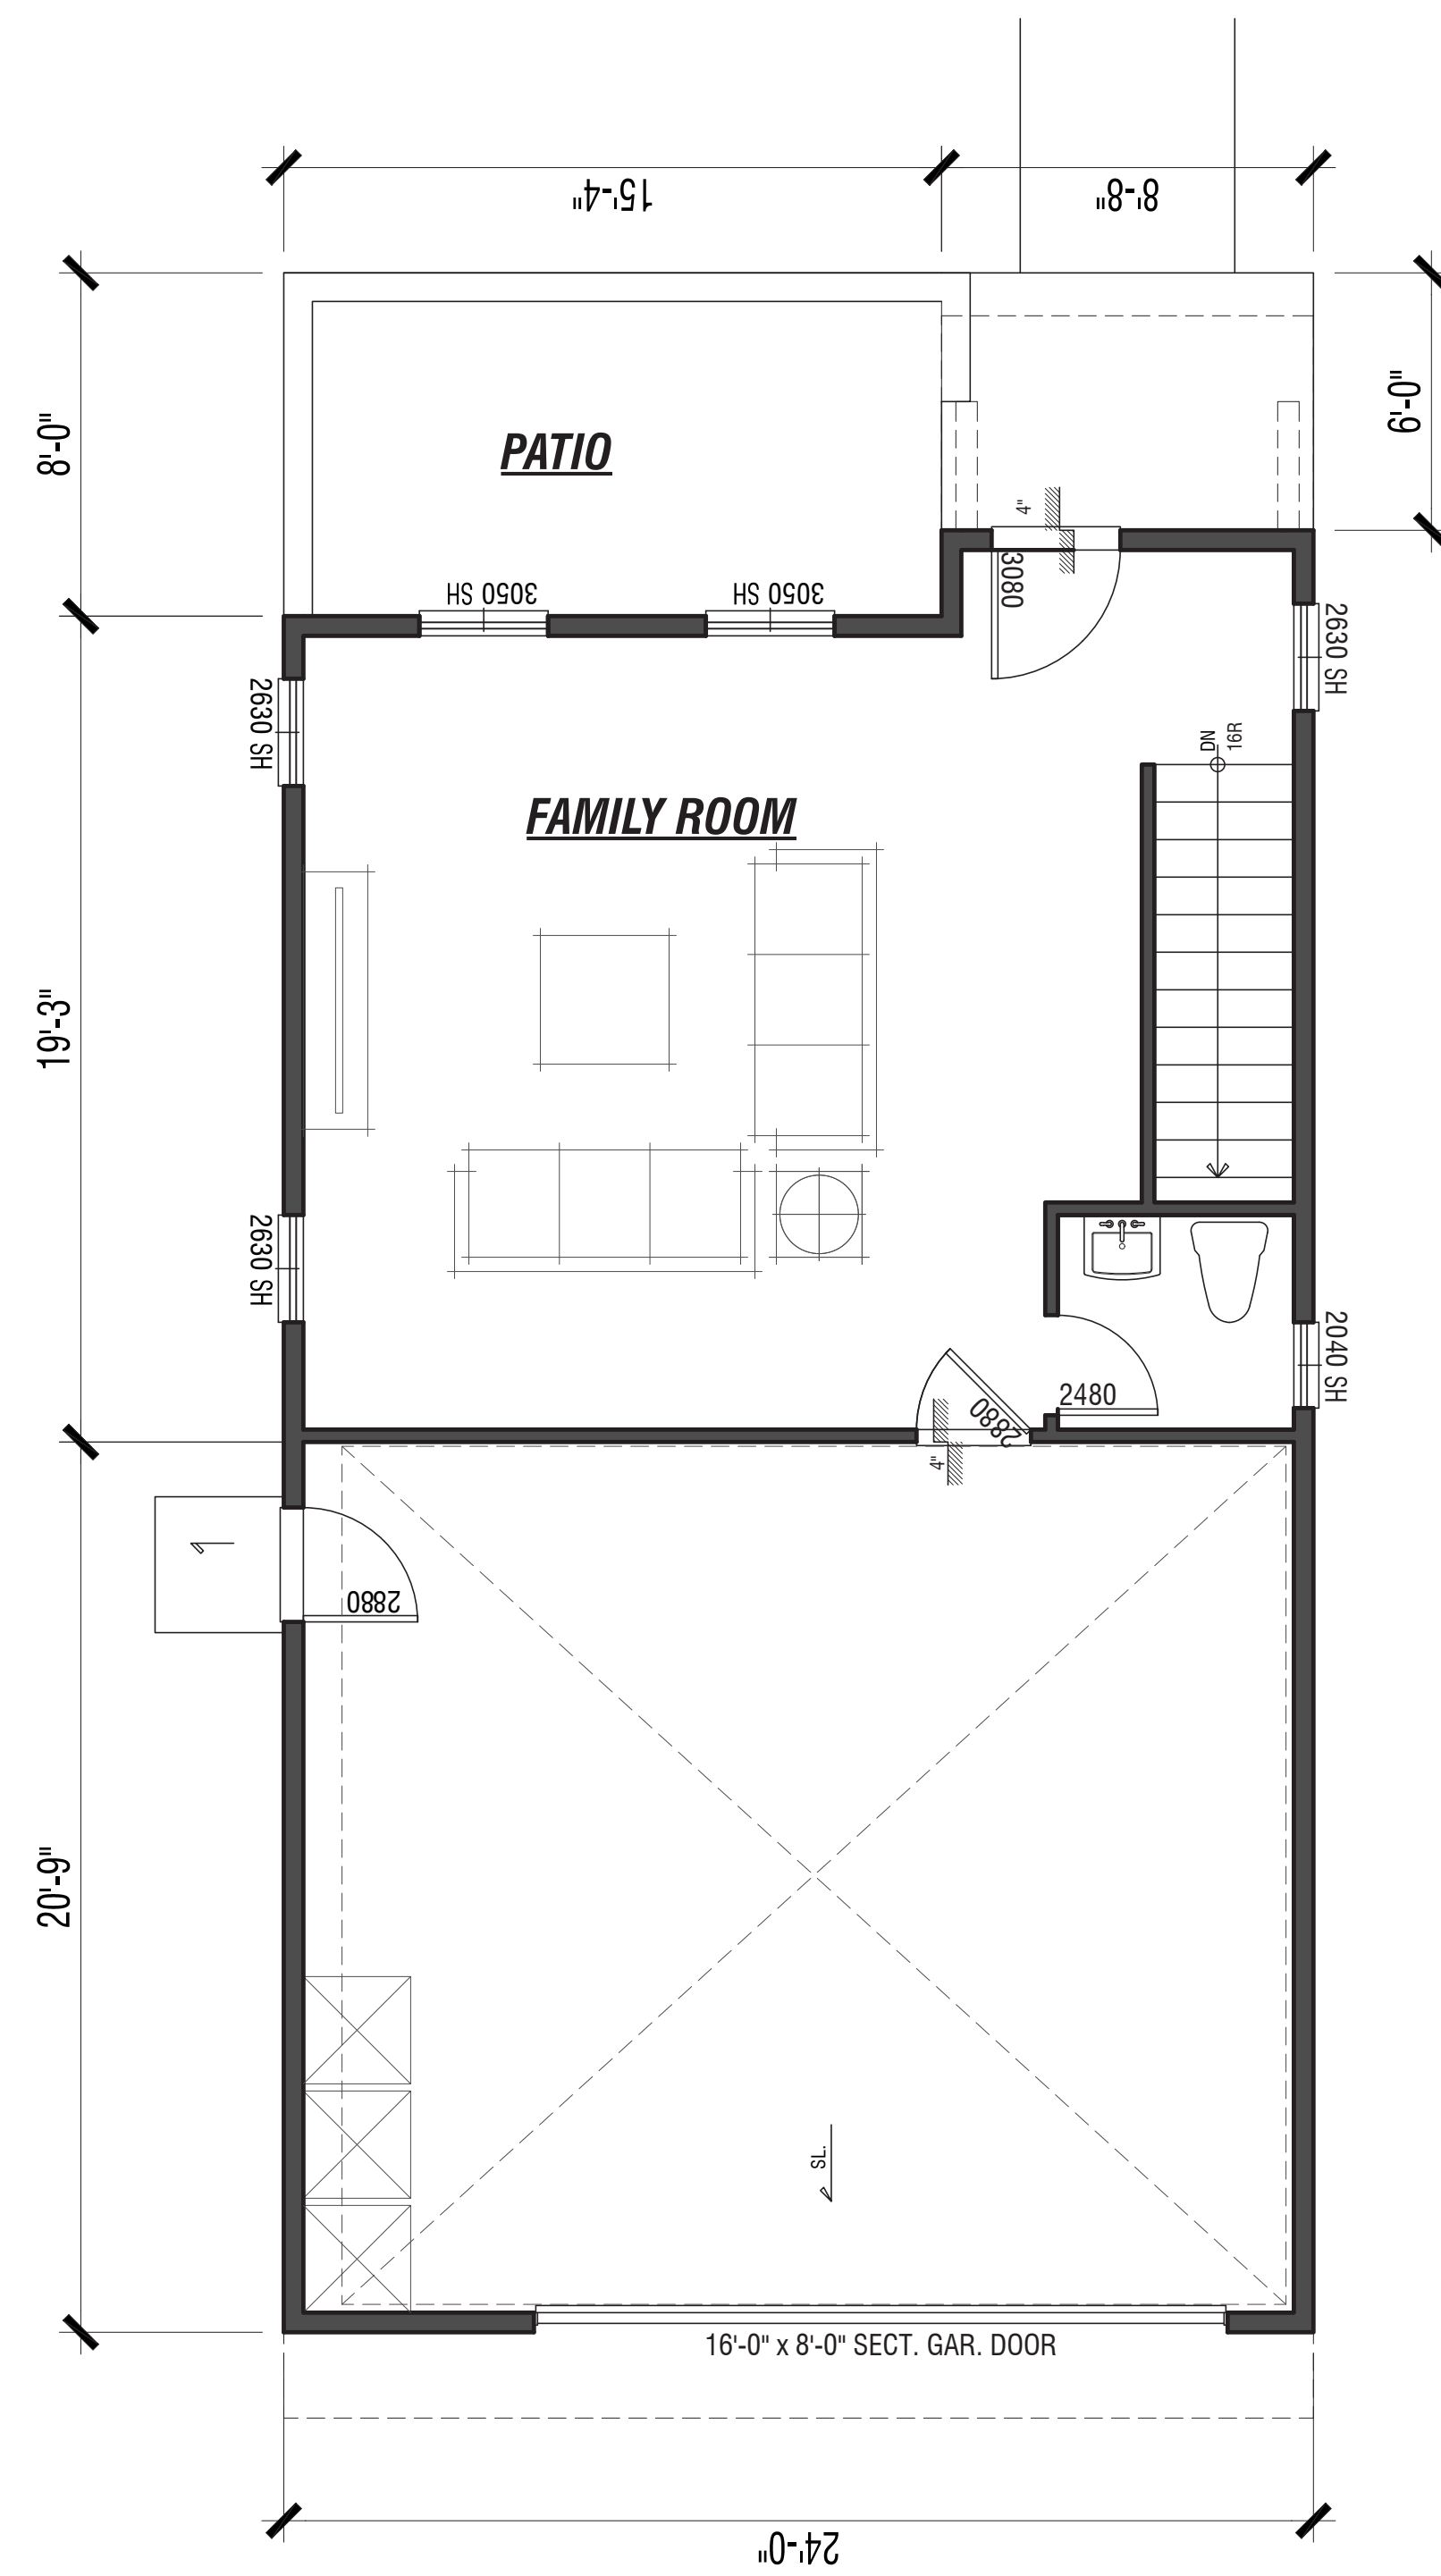 15'-4"
8'-8"
8'-0"
6'-0"
PATIO
4"
3080
3050 SH
3050 SH
2630 SH
2630 SH
DN
16R
FAMILY ROOM
19'-3"
2630 SH
2040 SH
2480
2880
4"
1
2880
20'-9"
SL.
16'-0" x 8'-0" SECT. GAR. DOOR
24'-0"